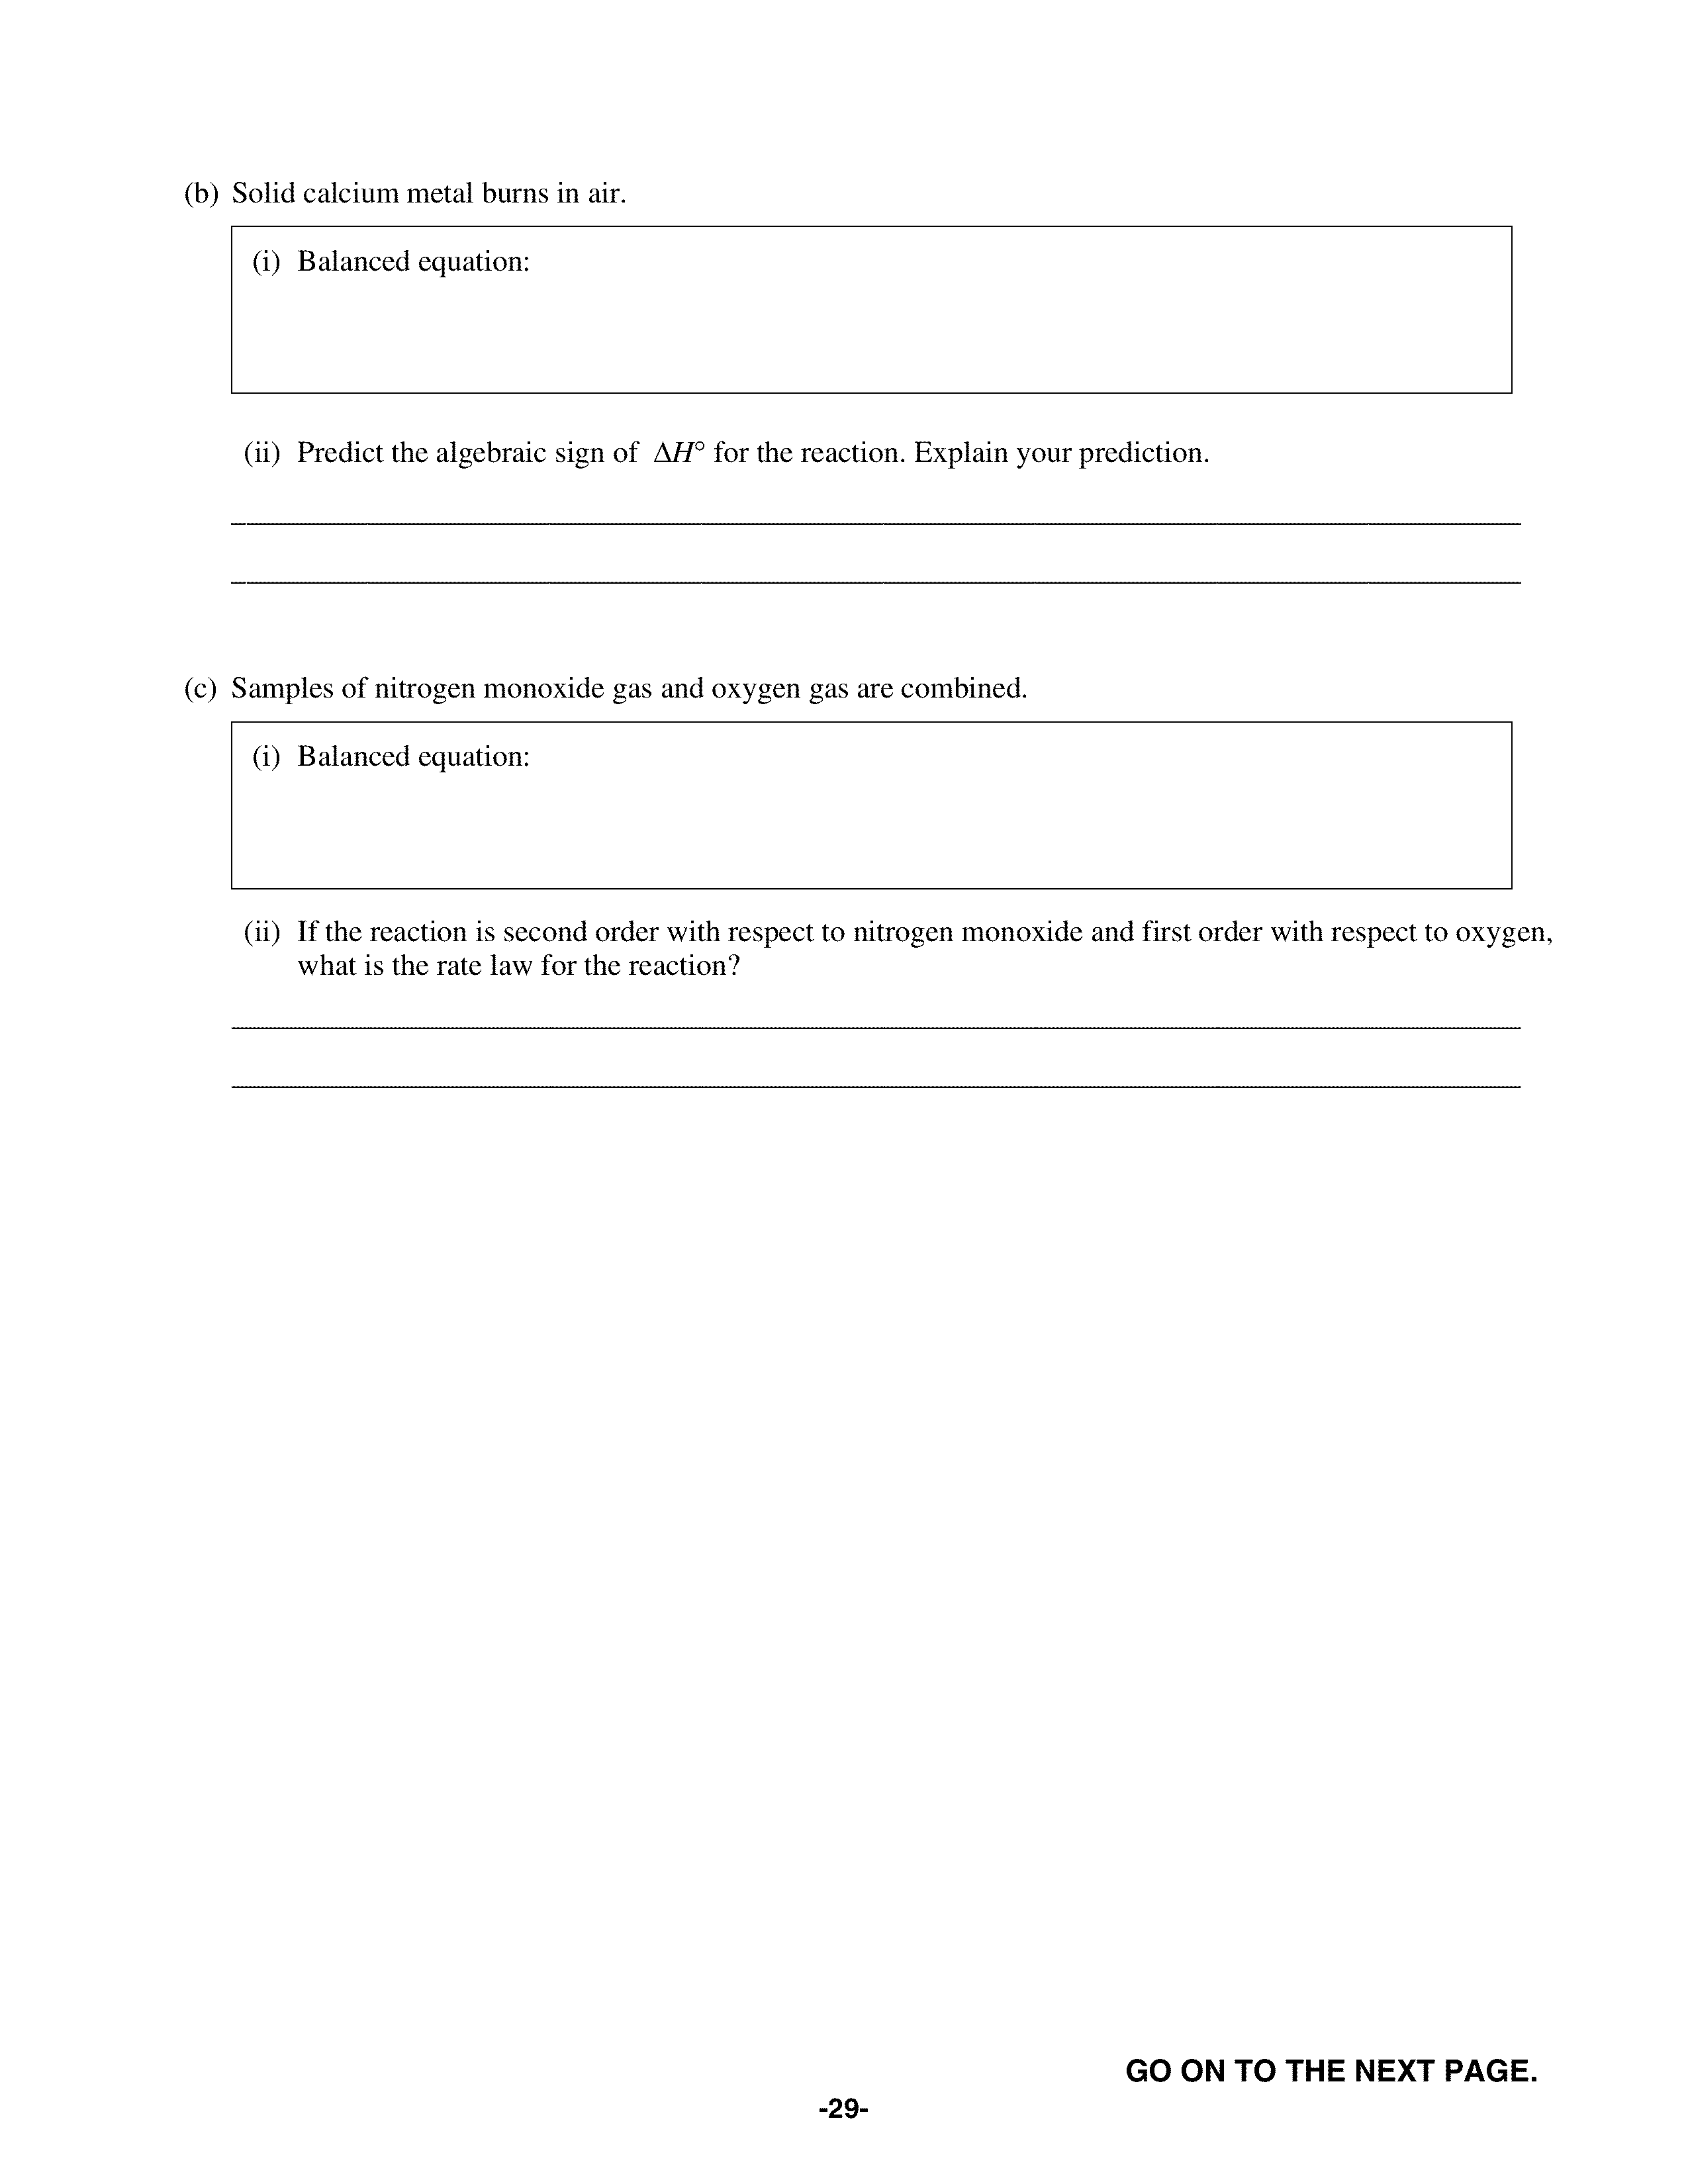 (b) Solid calcium metal burns in air.
(i) Balanced equation:
(ii) Predict the algebraic sign of ΔH° for the reaction. Explain your prediction.
(c) Samples of nitrogen monoxide gas and oxygen gas are combined.
(i) Balanced equation:
(ii) If the reaction is second order with respect to nitrogen monoxide and first order with respect to oxygen,
what is the rate law for the reaction?
GO ON TO THE NEXT PAGE.
-29-